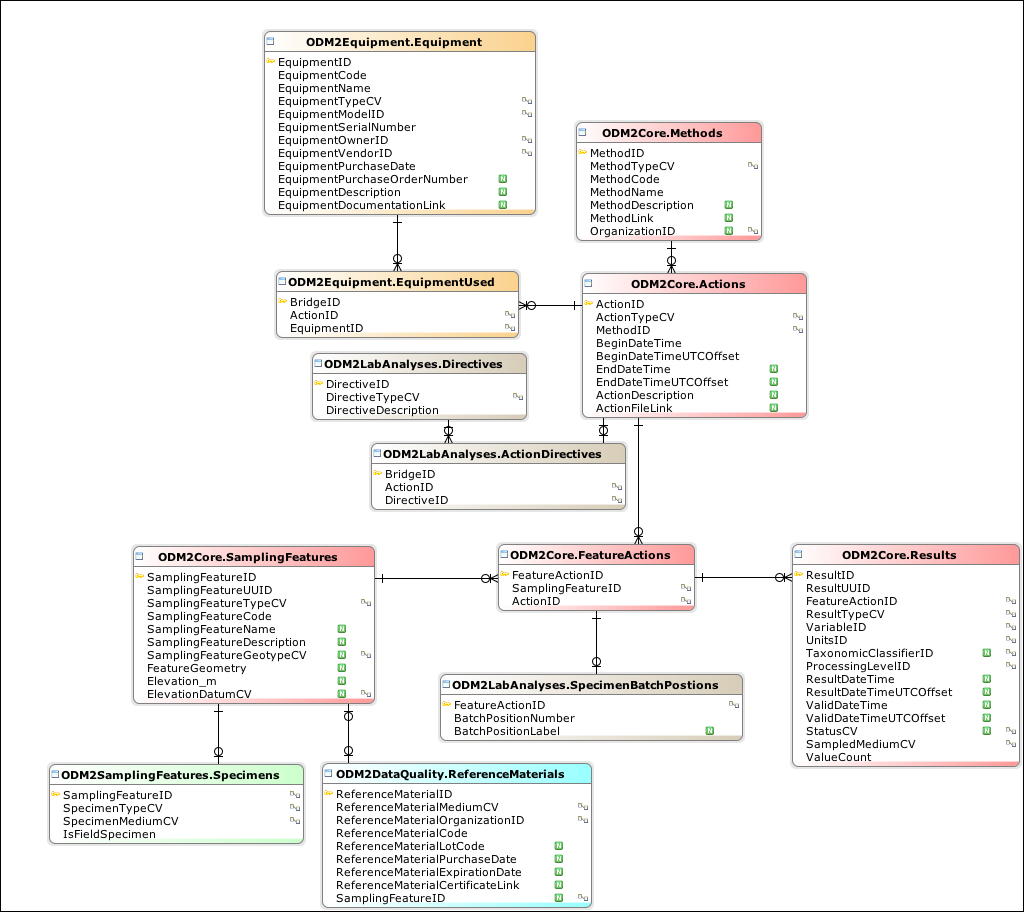 ODM2Equipment.Equipment
EquipmentID
EquipmentCode
EquipmentName
EquipmentTypeCV
EquipmentModelID
EquipmentSerialNumber
EquipmentOwnerID
EquipmentVendorID
EquipmentPurchaseDate
EquipmentPurchaseOrderNumber N
EquipmentDescription N
EquipmentDocumentationLink N
ODM2Core.Methods
MethodID
MethodTypeCV
MethodCode
MethodName
MethodDescription N
MethodLink N
OrganizationID N
ODM2Equipment.EquipmentUsed
BridgeID
ActionID
EquipmentID
ODM2Core.Actions
ActionID
ActionTypeCV
MethodID
BeginDateTime
BeginDateTimeUTCOffset
EndDateTime N
EndDateTimeUTCOffset N
ActionDescription N
ActionFileLink N
ODM2LabAnalyses.Directives
DirectiveID
DirectiveTypeCV
DirectiveDescription
ODM2LabAnalyses.ActionDirectives
BridgeID
ActionID
DirectiveID
ODM2Core.SamplingFeatures
SamplingFeatureID
SamplingFeatureUUID
SamplingFeatureTypeCV
SamplingFeatureCode
SamplingFeatureName N
SamplingFeatureDescription N
SamplingFeatureGeotypeCV N
FeatureGeometry N
Elevation_m N
ElevationDatumCV N
ODM2Core.FeatureActions
FeatureActionID
SamplingFeatureID
ActionID
ODM2Core.Results
ResultID
ResultUUID
FeatureActionID
ResultTypeCV
VariableID
UnitsID
TaxonomicClassifierID N
ProcessingLevelID
ResultDateTime N
ResultDateTimeUTCOffset N
ValidDateTime N
ValidDateTimeUTCOffset N
StatusCV N
SampledMediumCV
ValueCount
ODM2LabAnalyses.SpecimenBatchPostions
FeatureActionID
BatchPositionNumber
BatchPositionLabel N
ODM2SamplingFeatures.Specimens
SamplingFeatureID
SpecimenTypeCV
SpecimenMediumCV
IsFieldSpecimen
ODM2DataQuality.ReferenceMaterials
ReferenceMaterialID
ReferenceMaterialMediumCV
ReferenceMaterialOrganizationID
ReferenceMaterialCode
ReferenceMaterialLotCode N
ReferenceMaterialPurchaseDate N
ReferenceMaterialExpirationDate N
ReferenceMaterialCertificateLink N
SamplingFeatureID N